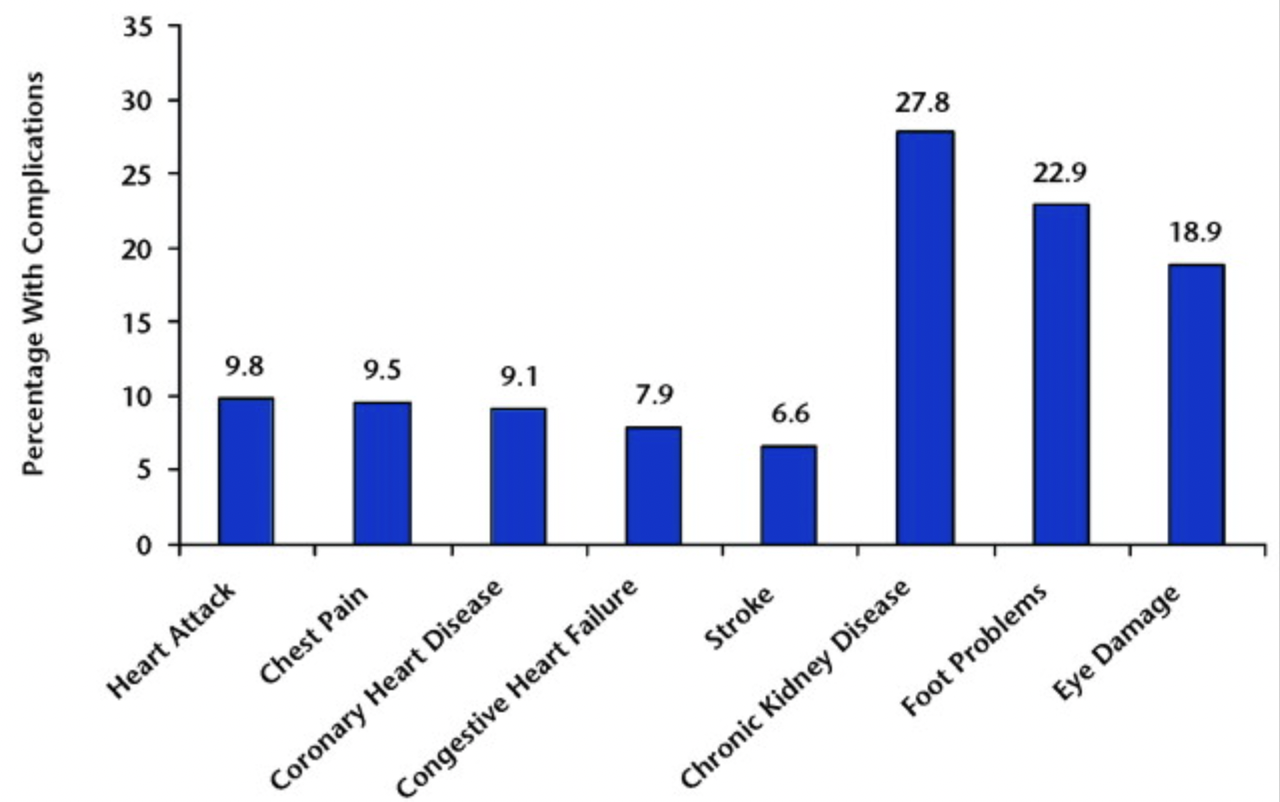 Percentage With Complications
35
30
25
20
15
10
5
0
9.8
9.5
9.1
7.9
6.6
27.8
22.9
18.9
Heart Attack
Chest Pain
Coronary Heart Disease
Congestive Heart Failure
Stroke
Chronic Kidney Disease
Foot Problems
Eye Damage